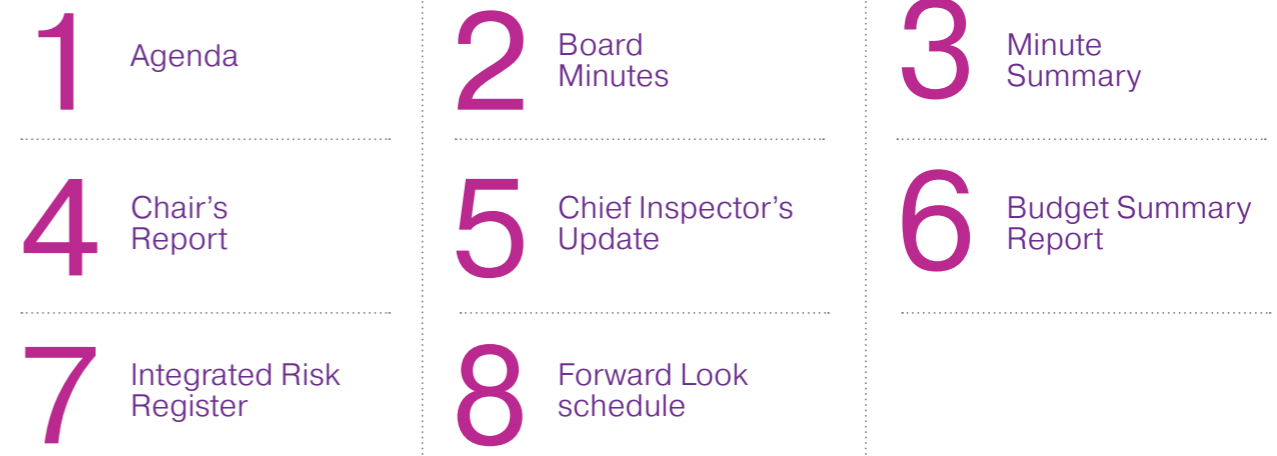 1
Agenda
2
Board
Minutes
3
Minute
Summary
4
Chair’s
Report
5
Chief Inspector’s
Update
6
Budget Summary
Report
7
Integrated Risk
Register
8
Forward Look
schedule